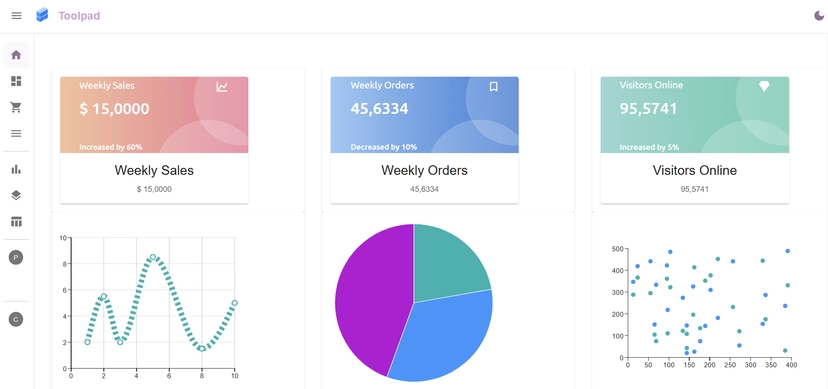 Toolpad
Weekly Sales
$ 15,0000
Increased by 60%
Weekly Sales
$ 15,0000
Weekly Orders
45,6334
Decreased by 10%
Weekly Orders
45,6334
Visitors Online
95,5741
Increased by 5%
Visitors Online
95,5741
P
C
10
8
6
4
2
0
0 2 4 6 8 10
500
400
300
200
100
0
0 50 100 150 200 250 300 350 400